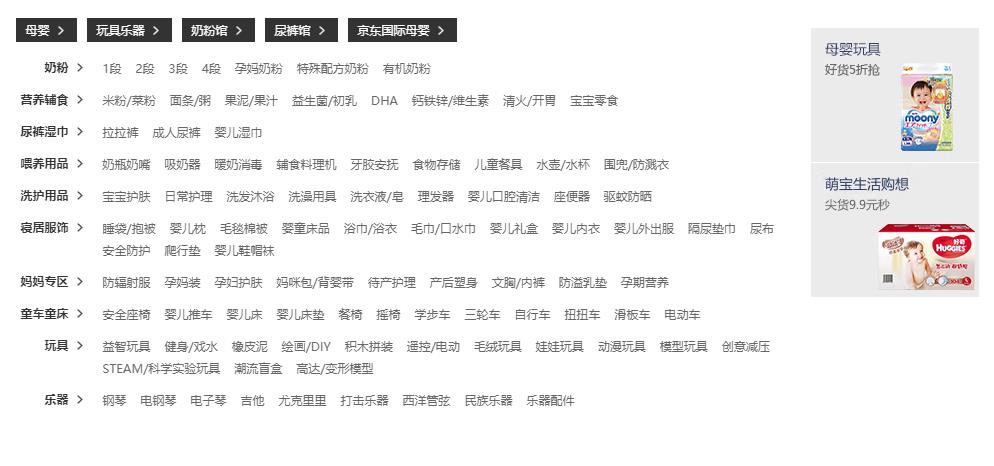 母婴 > 玩具乐器 > 奶粉馆 > 尿裤馆 > 京东国际母婴 >
奶粉 > 1段 2段 3段 4段 孕妈奶粉 特殊配方奶粉 有机奶粉
营养辅食 > 米粉/菜粉 面条/粥 果泥/果汁 益生菌/初乳 DHA 钙铁锌/维生素 清火/开胃 宝宝零食
尿裤湿巾 > 拉拉裤 成人尿裤 婴儿湿巾
喂养用品 > 奶瓶奶嘴 吸奶器 暖奶消毒 辅食料理机 牙胶安抚 食物存储 儿童餐具 水壶/水杯 围兜/防溅衣
洗护用品 > 宝宝护肤 日常护理 洗发沐浴 洗澡用具 洗衣液/皂 理发器 婴儿口腔清洁 座便器 驱蚊防晒
寝居服饰 > 睡袋/抱被 婴儿枕 毛毯棉被 婴童床品 浴巾/浴衣 毛巾/口水巾 婴儿礼盒 婴儿内衣 婴儿外出服 隔尿垫巾 尿布
安全防护 爬行垫 婴儿鞋帽袜
妈妈专区 > 防辐射服 孕妈装 孕妇护肤 妈咪包/背婴带 待产护理 产后塑身 文胸/内裤 防溢乳垫 孕期营养
童车童床 > 安全座椅 婴儿推车 婴儿床 婴儿床垫 餐椅 摇椅 学步车 三轮车 自行车 扭扭车 滑板车 电动车
玩具 > 益智玩具 健身/戏水 橡皮泥 绘画/DIY 积木拼装 遥控/电动 毛绒玩具 娃娃玩具 动漫玩具 模型玩具 创意减压
STEAM/科学实验玩具 潮流盲盒 高达/变形模型
乐器 > 钢琴 电钢琴 电子琴 吉他 尤克里里 打击乐器 西洋管弦 民族乐器 乐器配件
母婴玩具
好货5折抢
moony
萌宝生活购想
尖货9.9元秒
好奇
HUGGIES